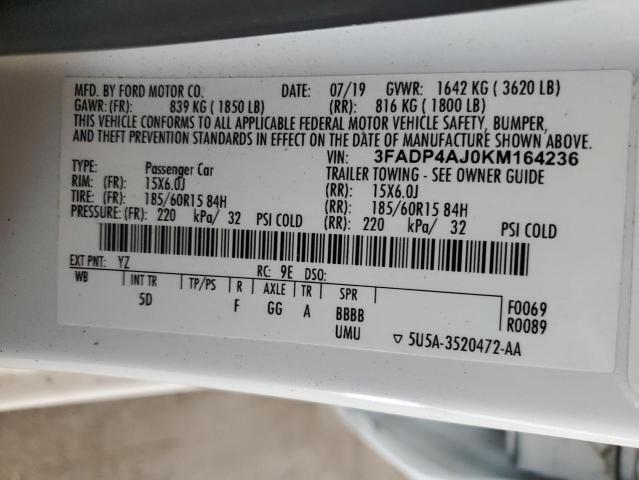 MFD. BY FORD MOTOR CO. DATE: 07/19 GVWR: 1642 KG ( 3620 LB)
GAWR: (FR): 839 KG ( 1850 LB) (RR): 816 KG ( 1800 LB)
THIS VEHICLE CONFORMS TO ALL APPLICABLE FEDERAL MOTOR VEHICLE SAFETY, BUMPER,
AND THEFT PREVENTION STANDARDS IN EFFECT ON THE DATE OF MANUFACTURE SHOWN ABOVE.
VIN: 3FADP4AJ0KM164236
TYPE: Passenger Car TRAILER TOWING - SEE OWNER GUIDE
RIM: (FR): 15X6.0J (RR): 15X6.0J
TIRE: (FR): 185/60R15 84H (RR): 185/60R15 84H
PRESSURE: (FR): 220 kPa/ 32 PSI COLD (RR): 220 kPa/ 32 PSI COLD
EXT PNT: YZ RC: 9E DSO:
WB INT TR TP/PS R AXLE TR SPR F0069
5D F GG A BBBB R0089
UMU ▽ 5U5A-3520472-AA